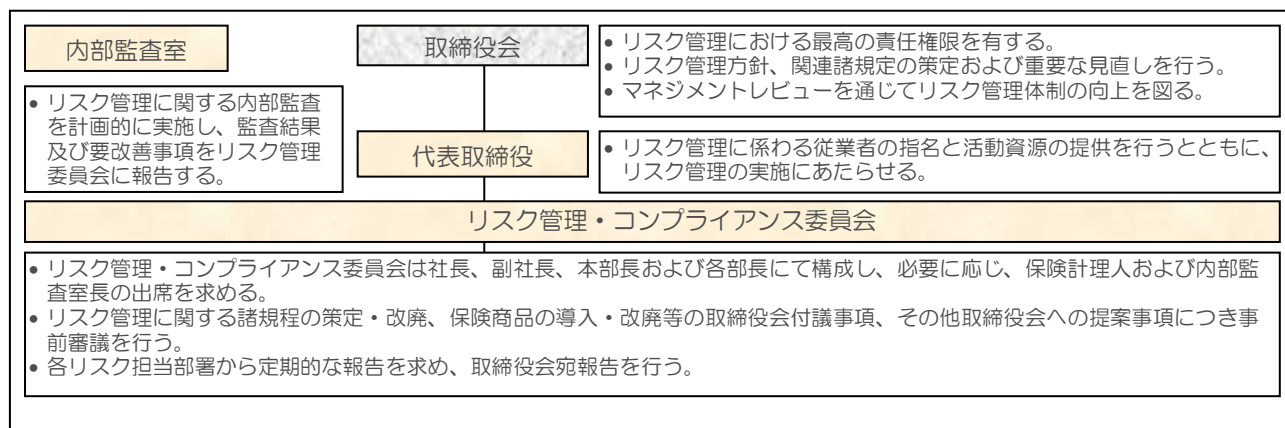 内部監査室
取締役会
• リスク管理における最高の責任権限を有する。
• リスク管理方針、関連諸規定の策定および重要な見直しを行う。
• マネジメントレビューを通じてリスク管理体制の向上を図る。
• リスク管理に関する内部監査
を計画的に実施し、監査結果
及び要改善事項をリスク管理
委員会に報告する。
代表取締役
• リスク管理に係わる従業者の指名と活動資源の提供を行うとともに、
リスク管理の実施にあたらせる。
リスク管理・コンプライアンス委員会
• リスク管理・コンプライアンス委員会は社長、副社長、本部長および各部長にて構成し、必要に応じ、保険計理人および内部監
査室長の出席を求める。
• リスク管理に関する諸規程の策定・改廃、保険商品の導入・改廃等の取締役会付議事項、その他取締役会への提案事項につき事
前審議を行う。
• 各リスク担当部署から定期的な報告を求め、取締役会宛報告を行う。